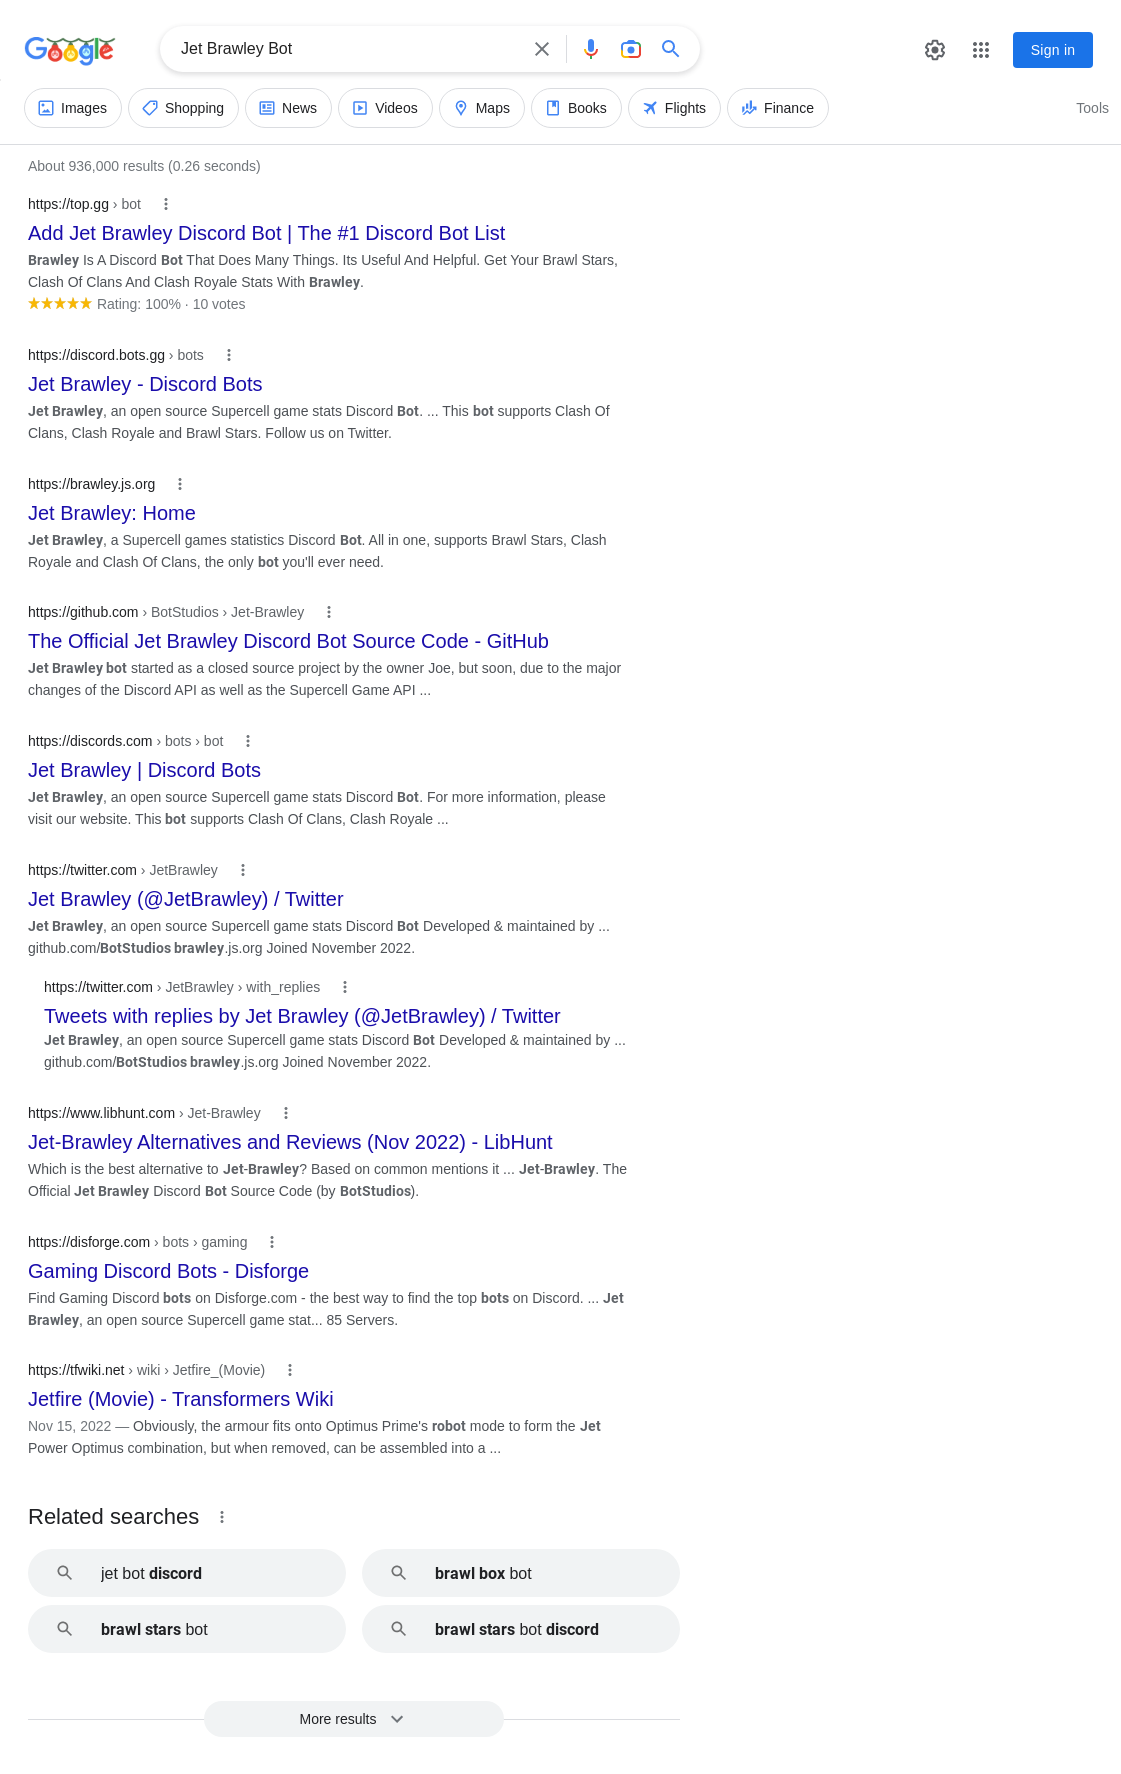 Google
Jet Brawley Bot
Sign in
Images Shopping News Videos Maps Books Flights Finance Tools
About 936,000 results (0.26 seconds)
https://top.gg › bot
Add Jet Brawley Discord Bot | The #1 Discord Bot List
Brawley Is A Discord Bot That Does Many Things. Its Useful And Helpful. Get Your Brawl Stars,
Clash Of Clans And Clash Royale Stats With Brawley.
Rating: 100% · 10 votes
https://discord.bots.gg › bots
Jet Brawley - Discord Bots
Jet Brawley, an open source Supercell game stats Discord Bot. ... This bot supports Clash Of
Clans, Clash Royale and Brawl Stars. Follow us on Twitter.
https://brawley.js.org
Jet Brawley: Home
Jet Brawley, a Supercell games statistics Discord Bot. All in one, supports Brawl Stars, Clash
Royale and Clash Of Clans, the only bot you'll ever need.
https://github.com › BotStudios › Jet-Brawley
The Official Jet Brawley Discord Bot Source Code - GitHub
Jet Brawley bot started as a closed source project by the owner Joe, but soon, due to the major
changes of the Discord API as well as the Supercell Game API ...
https://discords.com › bots › bot
Jet Brawley | Discord Bots
Jet Brawley, an open source Supercell game stats Discord Bot. For more information, please
visit our website. This bot supports Clash Of Clans, Clash Royale ...
https://twitter.com › JetBrawley
Jet Brawley (@JetBrawley) / Twitter
Jet Brawley, an open source Supercell game stats Discord Bot Developed & maintained by ...
github.com/BotStudios brawley.js.org Joined November 2022.
https://twitter.com › JetBrawley › with_replies
Tweets with replies by Jet Brawley (@JetBrawley) / Twitter
Jet Brawley, an open source Supercell game stats Discord Bot Developed & maintained by ...
github.com/BotStudios brawley.js.org Joined November 2022.
https://www.libhunt.com › Jet-Brawley
Jet-Brawley Alternatives and Reviews (Nov 2022) - LibHunt
Which is the best alternative to Jet-Brawley? Based on common mentions it ... Jet-Brawley. The
Official Jet Brawley Discord Bot Source Code (by BotStudios).
https://disforge.com › bots › gaming
Gaming Discord Bots - Disforge
Find Gaming Discord bots on Disforge.com - the best way to find the top bots on Discord. ... Jet
Brawley, an open source Supercell game stat... 85 Servers.
https://tfwiki.net › wiki › Jetfire_(Movie)
Jetfire (Movie) - Transformers Wiki
Nov 15, 2022 — Obviously, the armour fits onto Optimus Prime's robot mode to form the Jet
Power Optimus combination, but when removed, can be assembled into a ...
Related searches
jet bot discord
brawl box bot
brawl stars bot
brawl stars bot discord
More results